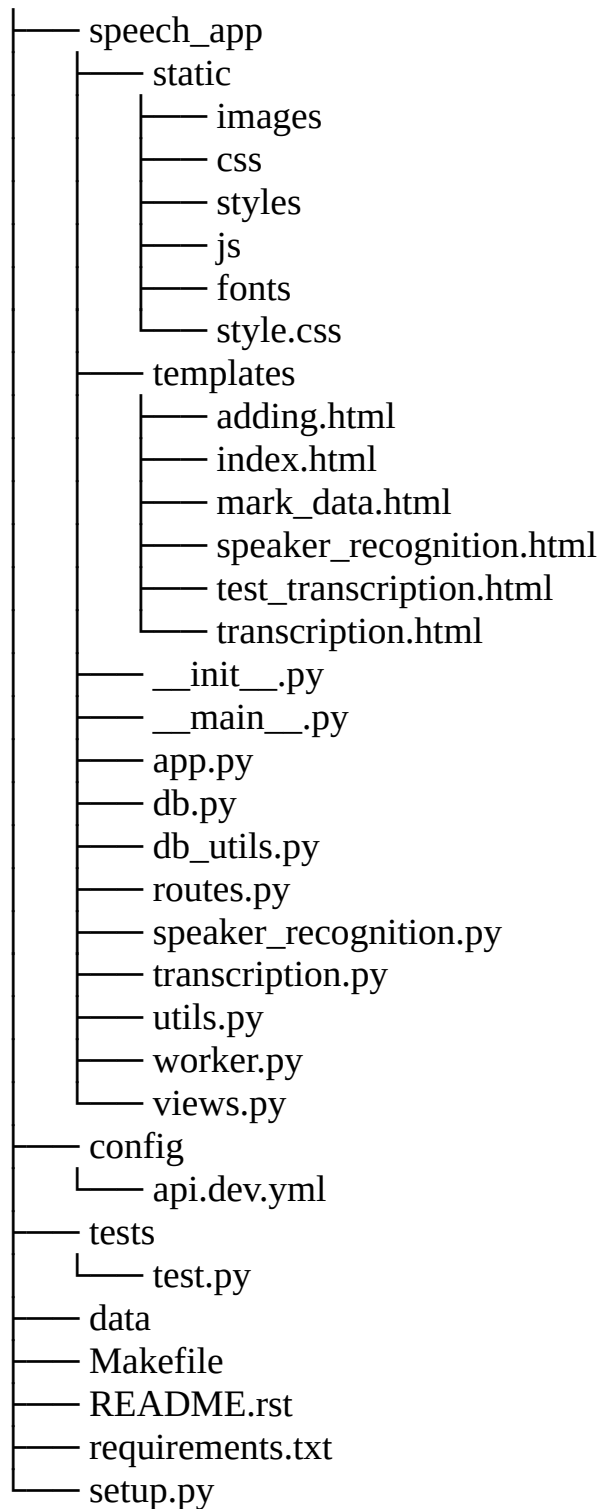 speech_app
static
images
css
styles
js
fonts
style.css
templates
adding.html
index.html
mark_data.html
speaker_recognition.html
test_transcription.html
transcription.html
__init__.py
__main__.py
app.py
db.py
db_utils.py
routes.py
speaker_recognition.py
transcription.py
utils.py
worker.py
views.py
config
api.dev.yml
tests
test.py
data
Makefile
README.rst
requirements.txt
setup.py